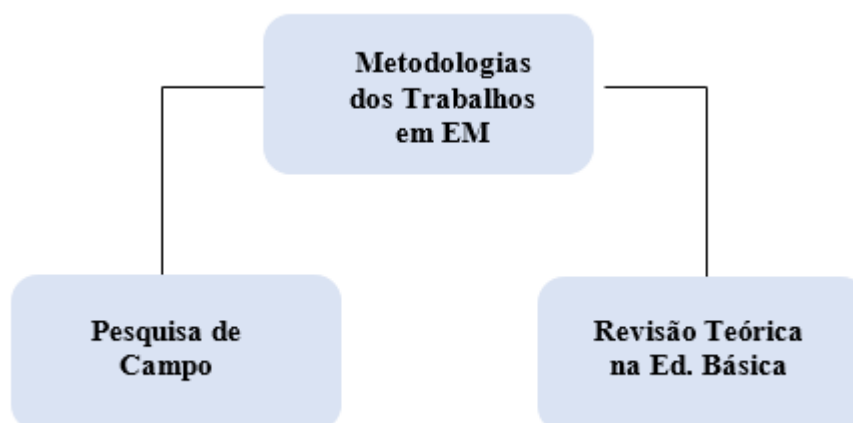 Metodologias
dos Trabalhos
em EM
Pesquisa de
Campo
Revisão Teórica
na Ed. Básica